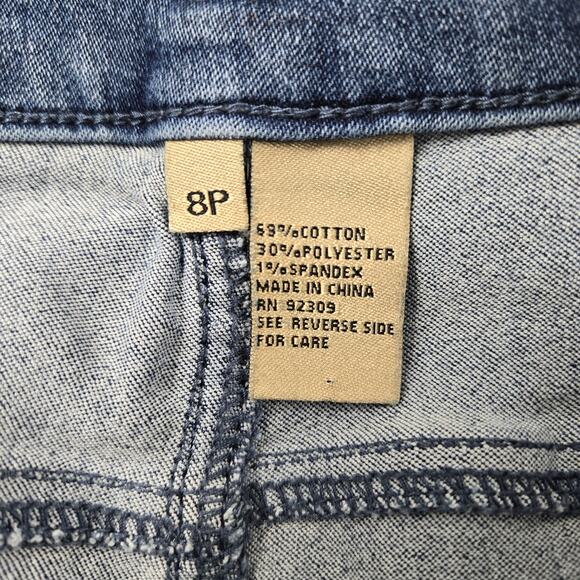 8P
69%COTTON
30%POLYESTER
1%SPANDEX
MADE IN CHINA
RN 92309
SEE REVERSE SIDE
FOR CARE